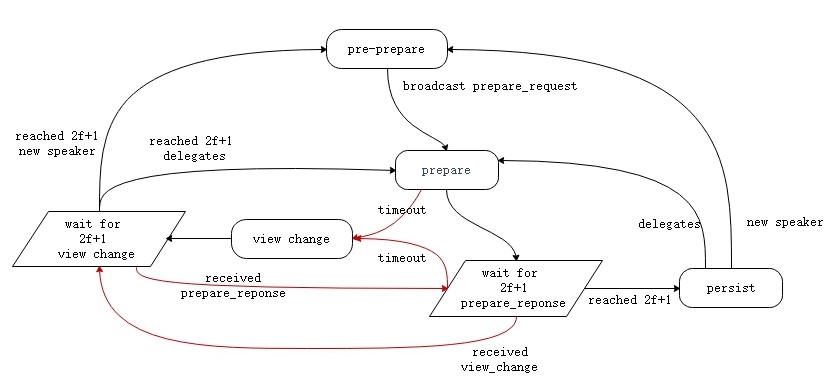 pre-prepare
broadcast prepare_request
reached 2f+1
new speaker
reached 2f+1
delegates
prepare
timeout
wait for
2f+1
view change
view change
delegates
new speaker
timeout
received
prepare_reponse
wait for
2f+1
prepare_reponse
reached 2f+1
persist
received
view_change